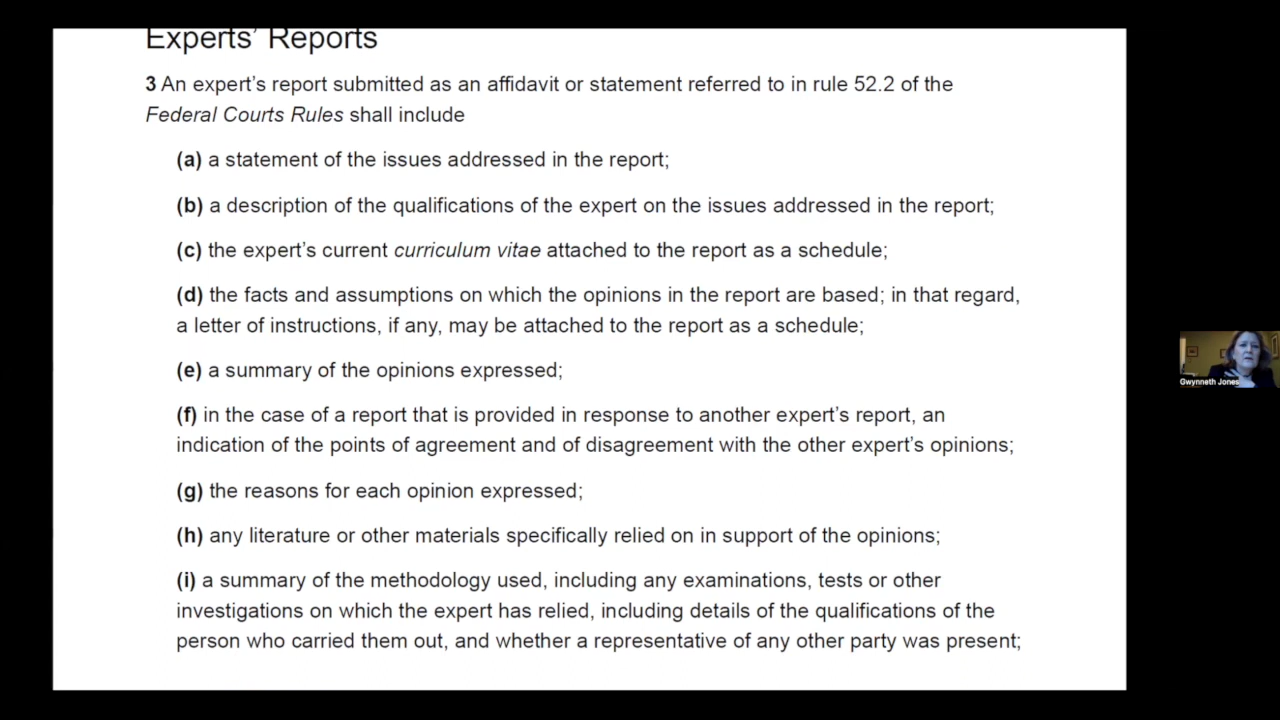 Experts' Reports
3 An expert's report submitted as an affidavit or statement referred to in rule 52.2 of the
Federal Courts Rules shall include
(a) a statement of the issues addressed in the report;
(b) a description of the qualifications of the expert on the issues addressed in the report;
(c) the expert's current curriculum vitae attached to the report as a schedule;
(d) the facts and assumptions on which the opinions in the report are based; in that regard,
a letter of instructions, if any, may be attached to the report as a schedule;
(e) a summary of the opinions expressed;
(f) in the case of a report that is provided in response to another expert's report, an
indication of the points of agreement and of disagreement with the other expert's opinions;
(g) the reasons for each opinion expressed;
(h) any literature or other materials specifically relied on in support of the opinions;
(i) a summary of the methodology used, including any examinations, tests or other
investigations on which the expert has relied, including details of the qualifications of the
person who carried them out, and whether a representative of any other party was present;
Gwynneth Jones